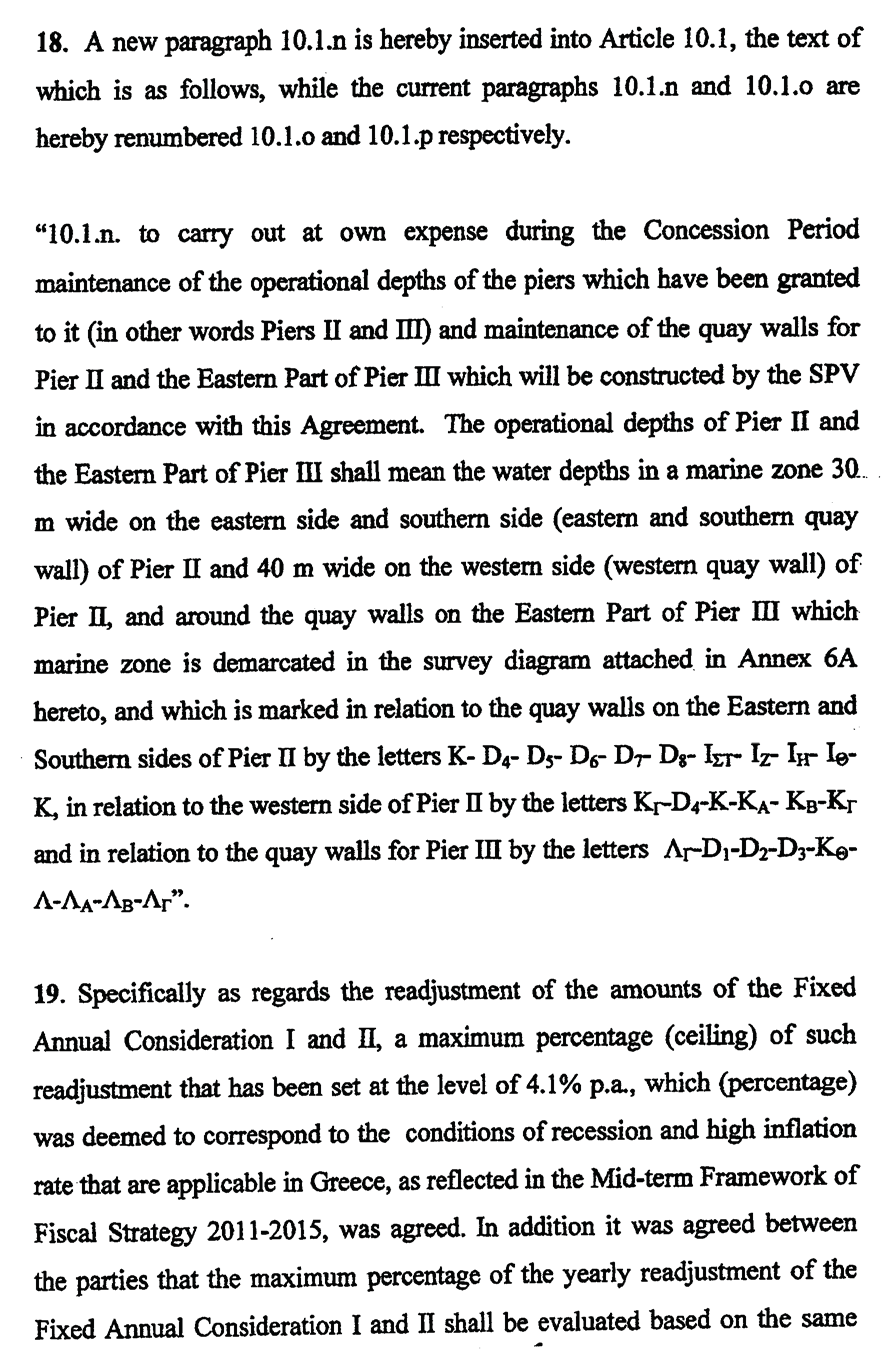 18. A new paragraph 10.1.n is hereby inserted into Article 10.1, the text of
which is as follows, while the current paragraphs 10.1.n and 10.1.o are
hereby renumbered 10.1.o and 10.1.p respectively.
“10.1.n. to carry out at own expense during the Concession Period
maintenance of the operational depths of the piers which have been granted
to it (in other words Piers II and III) and maintenance of the quay walls for
Pier II and the Eastern Part of Pier III which will be constructed by the SPV
in accordance with this Agreement. The operational depths of Pier II and
the Eastern Part of Pier III shall mean the water depths in a marine zone 30
m wide on the eastern side and southern side (eastern and southern quay
wall) of Pier II and 40 m wide on the western side (western quay wall) of
Pier II, and around the quay walls on the Eastern Part of Pier III which
marine zone is demarcated in the survey diagram attached in Annex 6A
hereto, and which is marked in relation to the quay walls on the Eastern and
Southern sides of Pier II by the letters K- D₄- D₅- D₆- D₇- D₈- I_ΣΤ- I_Z- I_H- I_Θ-
K, in relation to the western side of Pier II by the letters K_Γ-D₄-K-K_A- K_B-K_Γ
and in relation to the quay walls for Pier III by the letters Λ_Γ-D₁-D₂-D₃-K_Θ-
Λ-Λ_A-Λ_B-Λ_Γ”.
19. Specifically as regards the readjustment of the amounts of the Fixed
Annual Consideration I and II, a maximum percentage (ceiling) of such
readjustment that has been set at the level of 4.1% p.a., which (percentage)
was deemed to correspond to the conditions of recession and high inflation
rate that are applicable in Greece, as reflected in the Mid-term Framework of
Fiscal Strategy 2011-2015, was agreed. In addition it was agreed between
the parties that the maximum percentage of the yearly readjustment of the
Fixed Annual Consideration I and II shall be evaluated based on the same